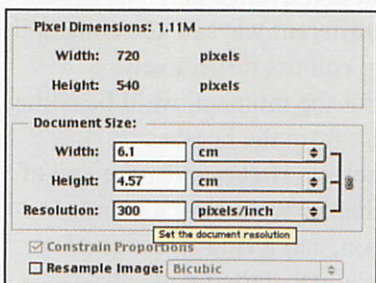 Pixel Dimensions: 1.11M
Width: 720 pixels
Height: 540 pixels
Document Size:
Width: 6.1 cm
Height: 4.57 cm
Resolution: 300 pixels/inch
Set the document resolution
Constrain Proportions
Resample Image: Bicubic